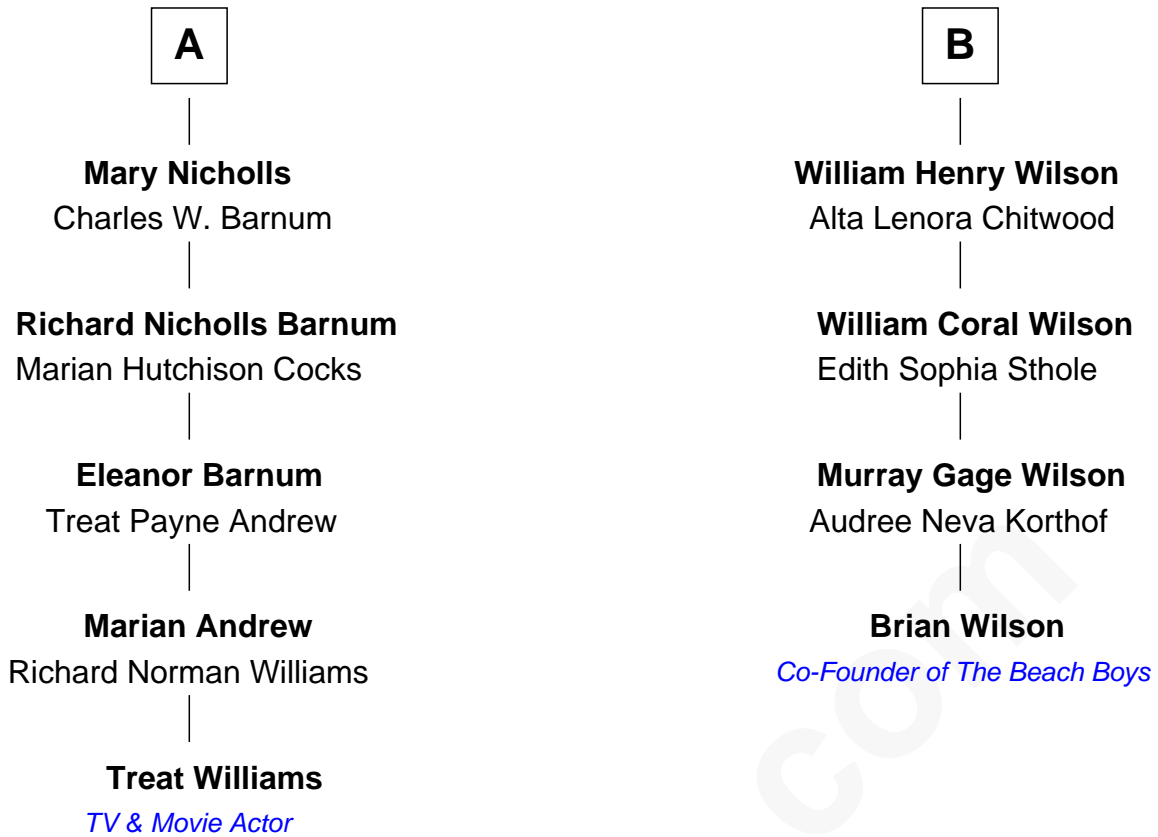 A
Mary Nicholls
Charles W. Barnum
Richard Nicholls Barnum
Marian Hutchison Cocks
Eleanor Barnum
Treat Payne Andrew
Marian Andrew
Richard Norman Williams
Treat Williams
TV & Movie Actor
B
William Henry Wilson
Alta Lenora Chitwood
William Coral Wilson
Edith Sophia Sthole
Murray Gage Wilson
Audree Neva Korthof
Brian Wilson
Co-Founder of The Beach Boys
com